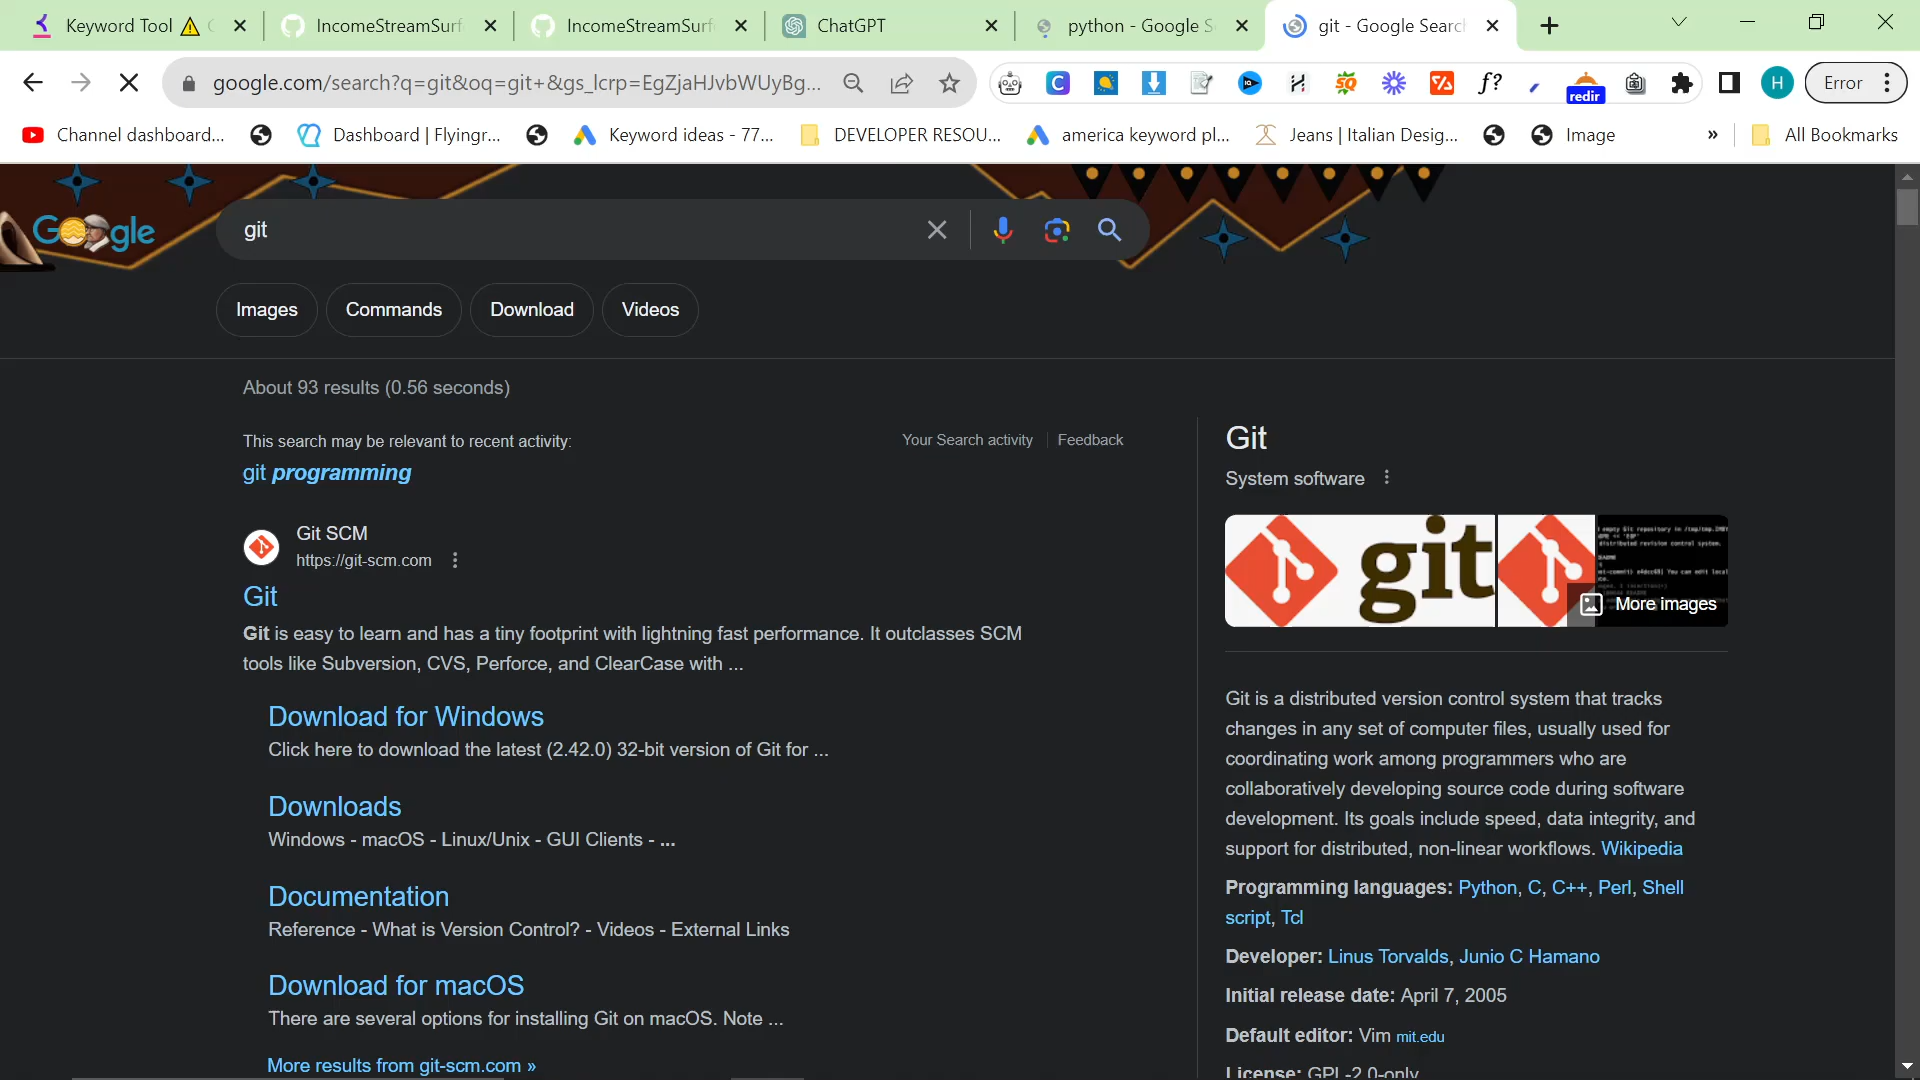 Keyword Tool
IncomeStreamSurf
IncomeStreamSurf
ChatGPT
python - Google S
git - Google Search
google.com/search?q=git&oq=git+&gs_lcrp=EgZjaHJvbWUyBg...
redir
H
Error
Channel dashboard...
Dashboard | Flyingr...
Keyword ideas - 77...
DEVELOPER RESOU...
america keyword pl...
Jeans | Italian Desig...
Image
»
All Bookmarks
Google
git
Images
Commands
Download
Videos
About 93 results (0.56 seconds)
This search may be relevant to recent activity:
Your Search activity
Feedback
git programming
Git SCM
https://git-scm.com
Git
Git is easy to learn and has a tiny footprint with lightning fast performance. It outclasses SCM
tools like Subversion, CVS, Perforce, and ClearCase with ...
Download for Windows
Click here to download the latest (2.42.0) 32-bit version of Git for ...
Downloads
Windows - macOS - Linux/Unix - GUI Clients - ...
Documentation
Reference - What is Version Control? - Videos - External Links
Download for macOS
There are several options for installing Git on macOS. Note ...
More results from git-scm.com »
Git
System software
git
More images
Git is a distributed version control system that tracks
changes in any set of computer files, usually used for
coordinating work among programmers who are
collaboratively developing source code during software
development. Its goals include speed, data integrity, and
support for distributed, non-linear workflows. Wikipedia
Programming languages: Python, C, C++, Perl, Shell
script, Tcl
Developer: Linus Torvalds, Junio C Hamano
Initial release date: April 7, 2005
Default editor: Vim mit.edu
License: GPL-2.0-only